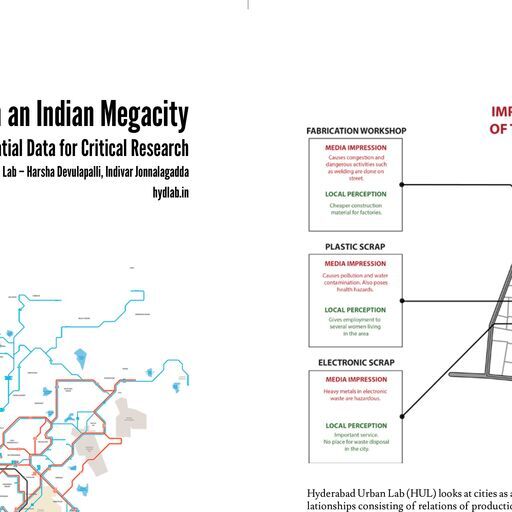 an Indian Megacity
Data for Critical Research
Lab – Harsha Devulapalli, Indivar Jonnalagadda
hydlab.in
OF
FABRICATION WORKSHOP
MEDIA IMPRESSION
Causes congestion and
dangerous activities such
as welding are done on
street.
LOCAL PERCEPTION
Cheaper construction
material for factories.
PLASTIC SCRAP
MEDIA IMPRESSION
Causes pollution and water
contamination. Also poses
health hazards.
LOCAL PERCEPTION
Gives employment to
several women living
in the area
ELECTRONIC SCRAP
MEDIA IMPRESSION
Heavy metals in electronic
waste are hazardous.
LOCAL PERCEPTION
Important service.
No place for waste disposal
in the city.
Hyderabad Urban Lab (HUL) looks at cities as
lationships consisting of relations of